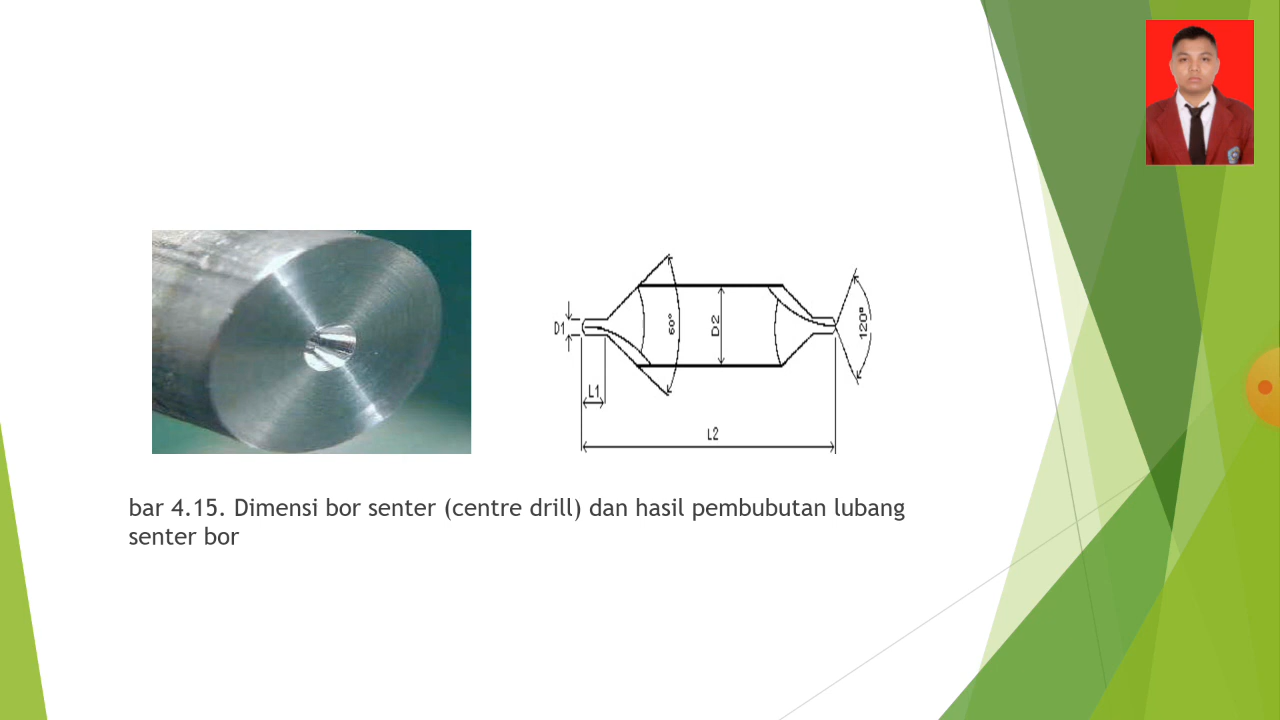 D1
60°
D2
120°
L1
L2
bar 4.15. Dimensi bor senter (centre drill) dan hasil pembubutan lubang
senter bor